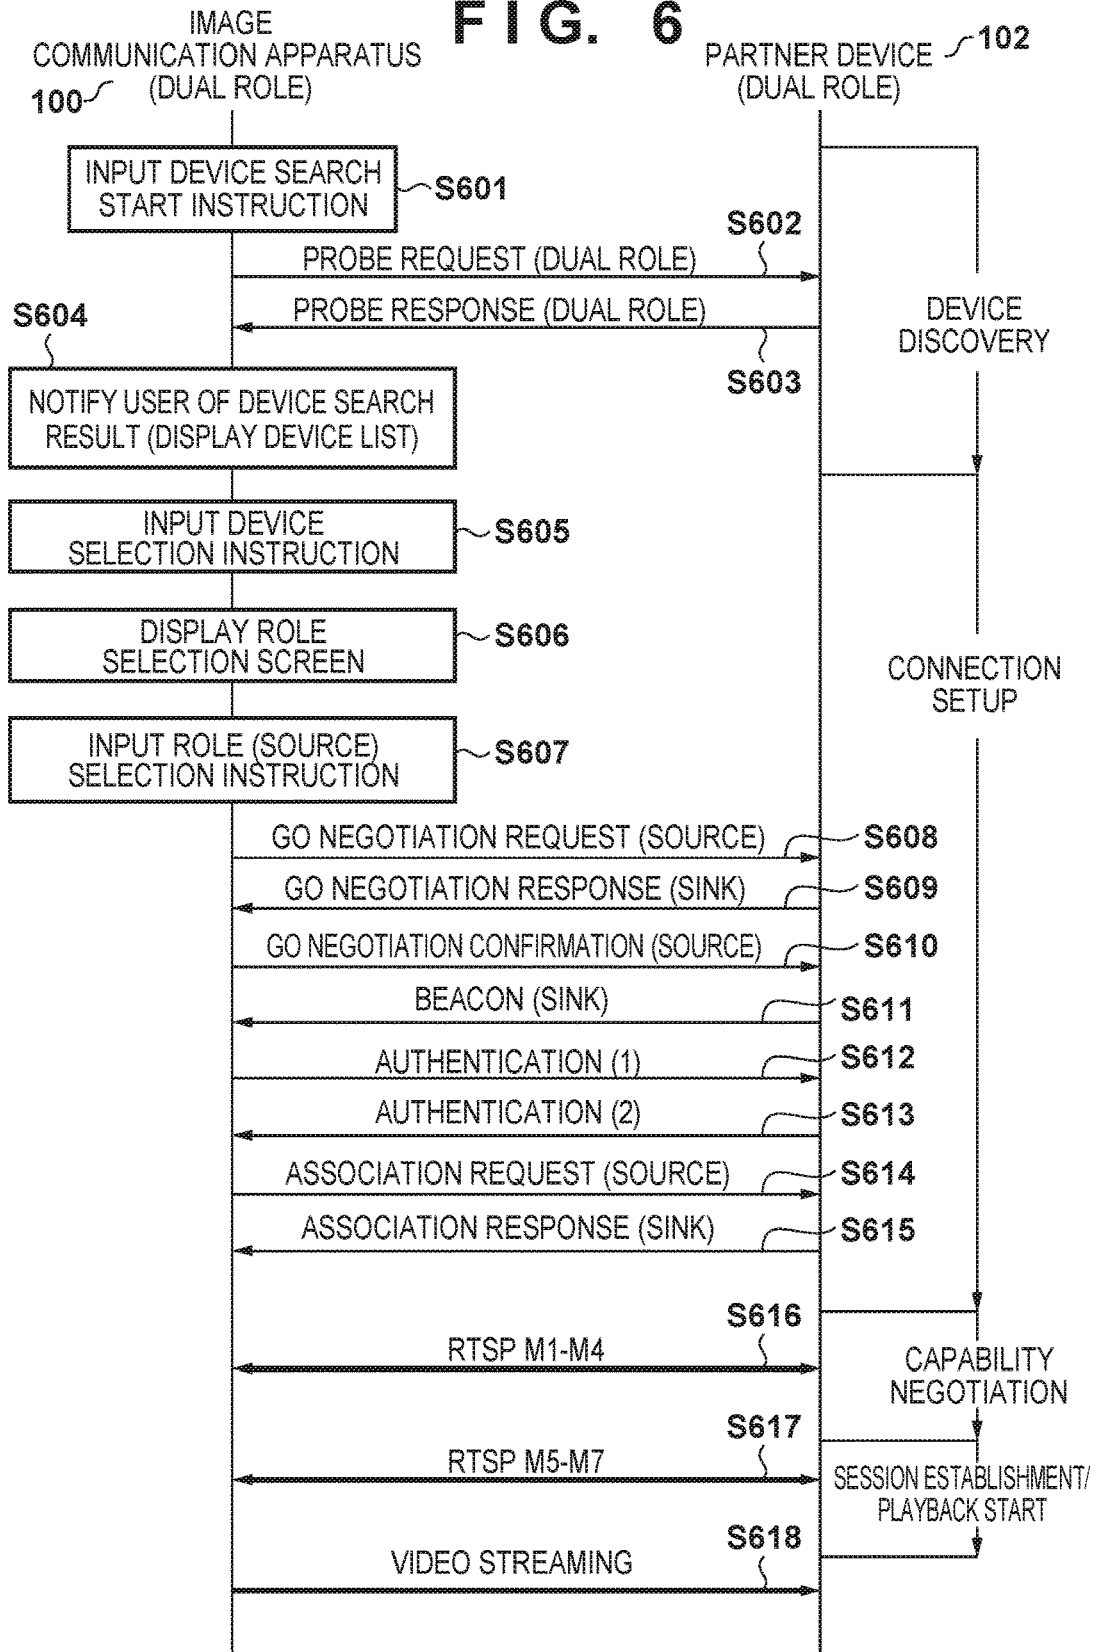 FIG. 6
IMAGE
COMMUNICATION APPARATUS
(DUAL ROLE)
100
PARTNER DEVICE
(DUAL ROLE)
102
INPUT DEVICE SEARCH
START INSTRUCTION
S601
S602
PROBE REQUEST (DUAL ROLE)
PROBE RESPONSE (DUAL ROLE)
S603
DEVICE
DISCOVERY
S604
NOTIFY USER OF DEVICE SEARCH
RESULT (DISPLAY DEVICE LIST)
INPUT DEVICE
SELECTION INSTRUCTION
S605
DISPLAY ROLE
SELECTION SCREEN
S606
CONNECTION
SETUP
INPUT ROLE (SOURCE)
SELECTION INSTRUCTION
S607
GO NEGOTIATION REQUEST (SOURCE)
S608
GO NEGOTIATION RESPONSE (SINK)
S609
GO NEGOTIATION CONFIRMATION (SOURCE)
S610
BEACON (SINK)
S611
AUTHENTICATION (1)
S612
AUTHENTICATION (2)
S613
ASSOCIATION REQUEST (SOURCE)
S614
ASSOCIATION RESPONSE (SINK)
S615
S616
RTSP M1-M4
CAPABILITY
NEGOTIATION
S617
RTSP M5-M7
SESSION ESTABLISHMENT/
PLAYBACK START
S618
VIDEO STREAMING